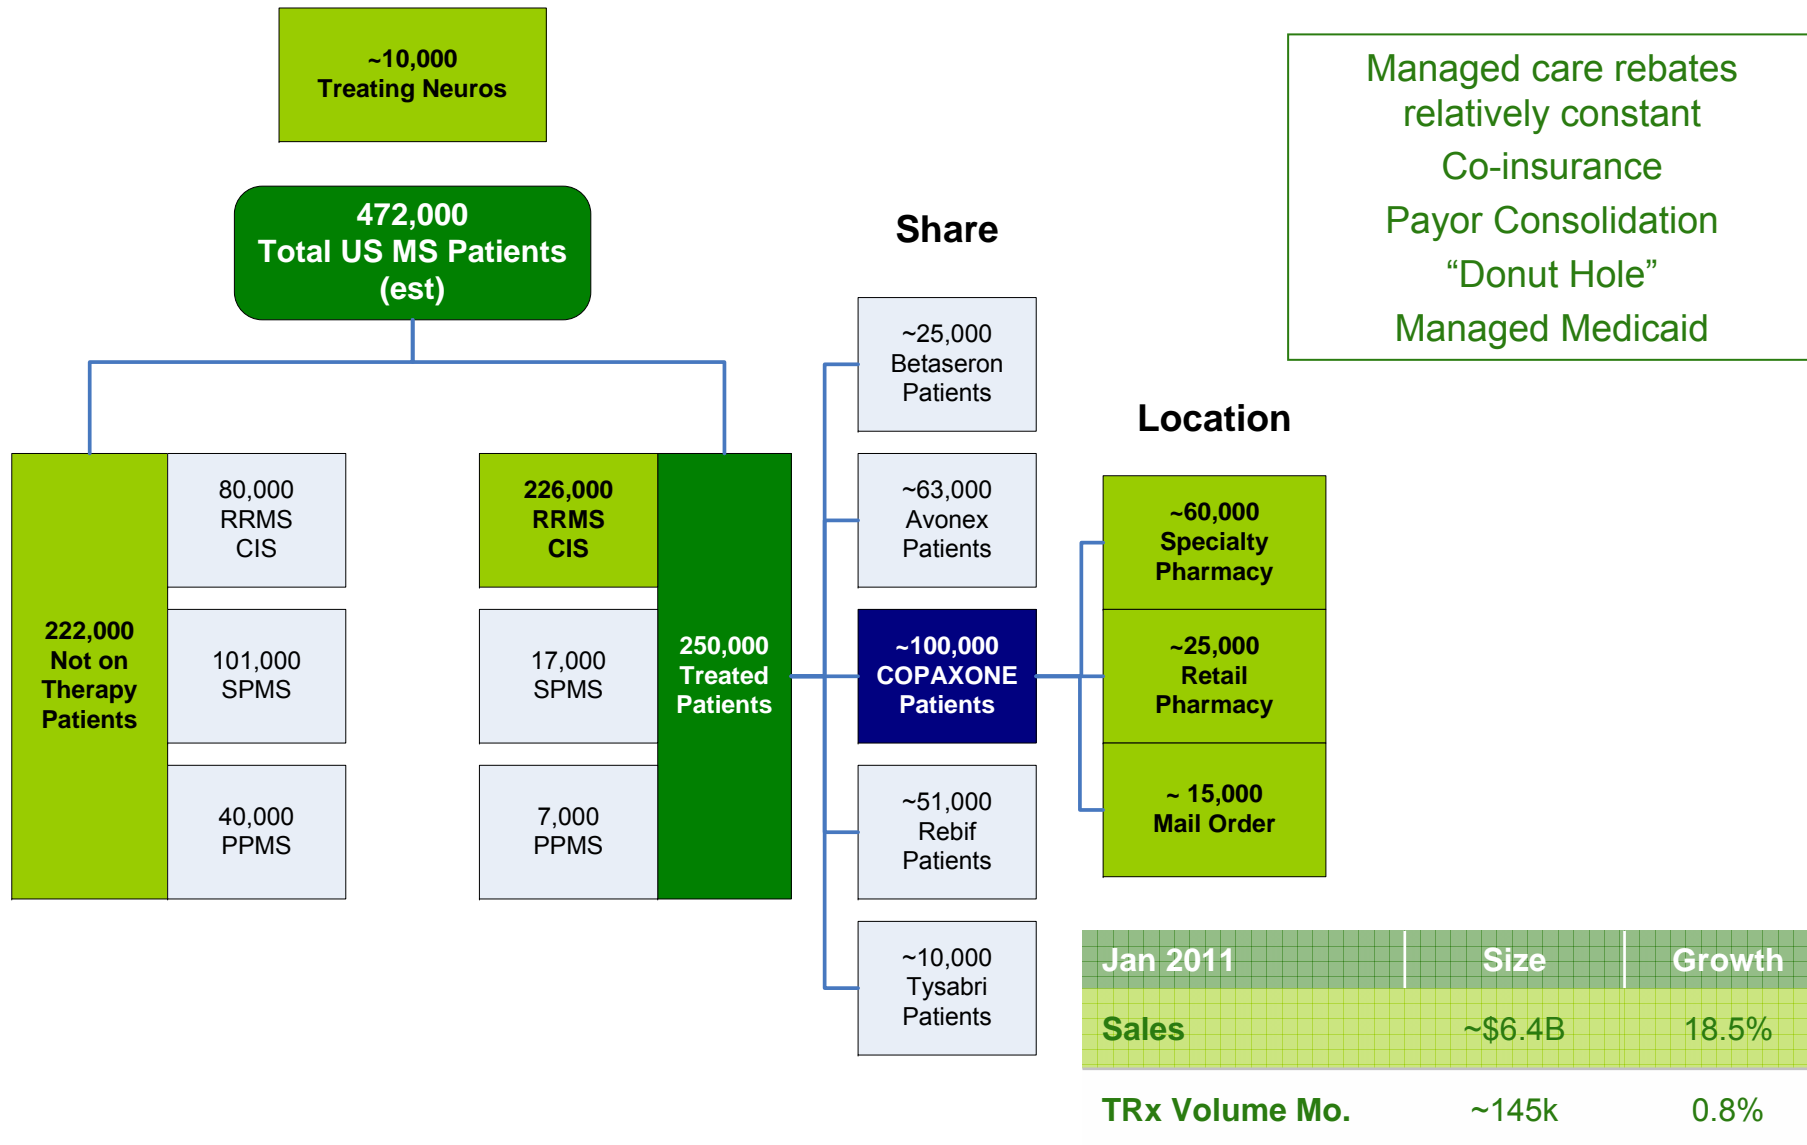 ~10,000
Treating Neuros
Managed care rebates
relatively constant
Co-insurance
Payor Consolidation
“Donut Hole”
Managed Medicaid
472,000
Total US MS Patients
(est)
Share
~25,000
Betaseron
Patients
Location
222,000
Not on
Therapy
Patients
80,000
RRMS
CIS
101,000
SPMS
40,000
PPMS
226,000
RRMS
CIS
17,000
SPMS
7,000
PPMS
250,000
Treated
Patients
~63,000
Avonex
Patients
~100,000
COPAXONE
Patients
~51,000
Rebif
Patients
~10,000
Tysabri
Patients
~60,000
Specialty
Pharmacy
~25,000
Retail
Pharmacy
~ 15,000
Mail Order
Jan 2011 Size Growth
Sales ~$6.4B 18.5%
TRx Volume Mo. ~145k 0.8%